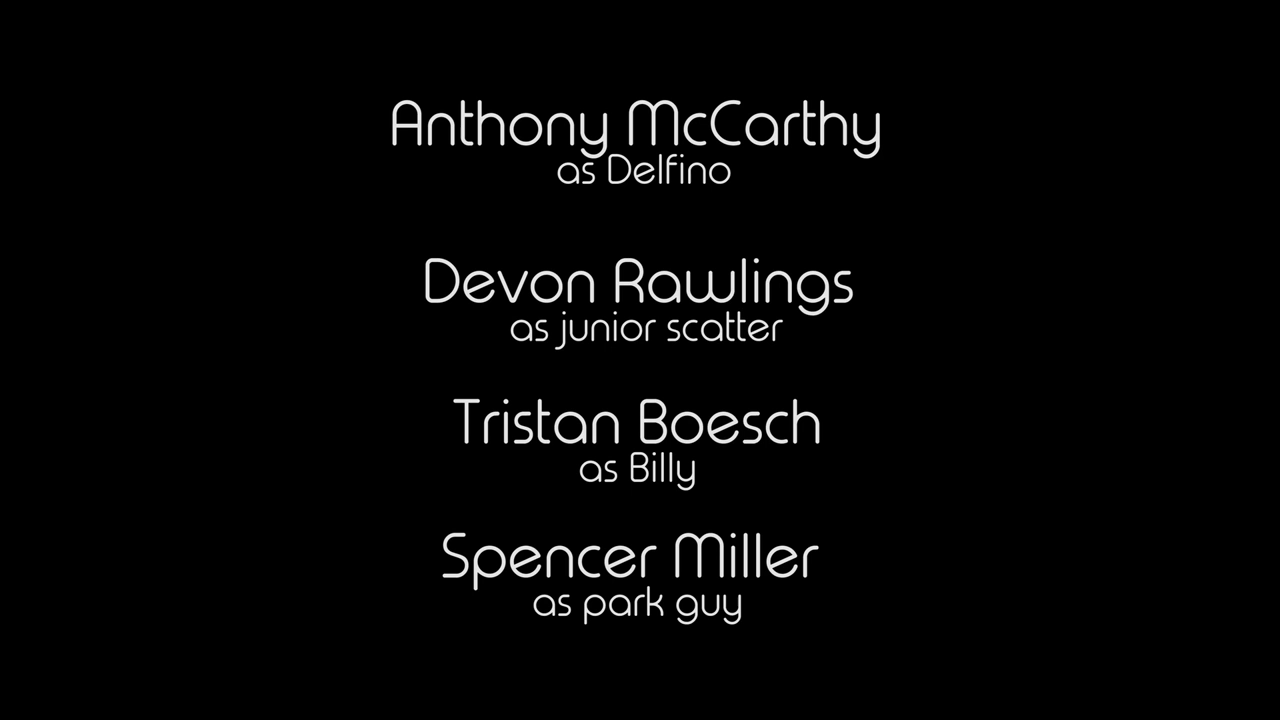 Anthony McCarthy
as Delfino
Devon Rawlings
as junior scatter
Tristan Boesch
as Billy
Spencer Miller
as park guy